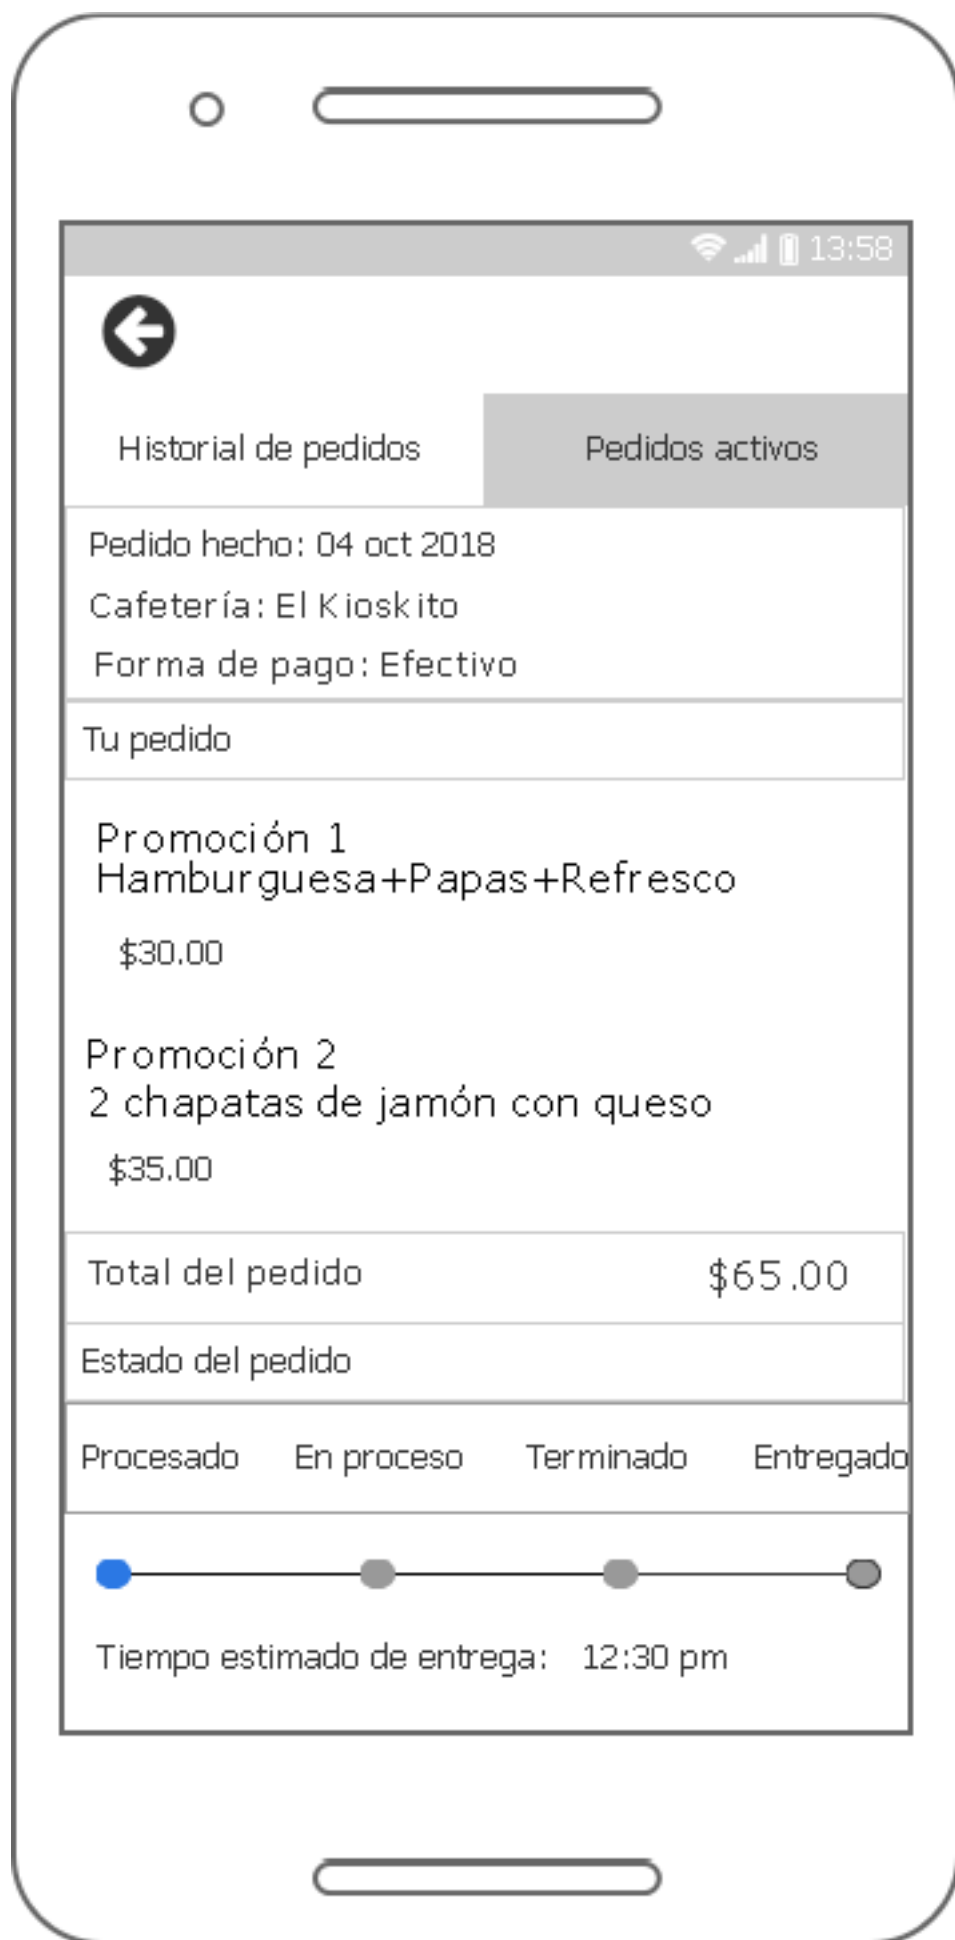 13:58
Historial de pedidos
Pedidos activos
Pedido hecho: 04 oct 2018
Cafetería: El Kioskito
Forma de pago: Efectivo
Tu pedido
Promoción 1
Hamburguesa+Papas+Refresco
$30.00
Promoción 2
2 chapatas de jamón con queso
$35.00
Total del pedido $65.00
Estado del pedido
Procesado En proceso Terminado Entregado
Tiempo estimado de entrega: 12:30 pm